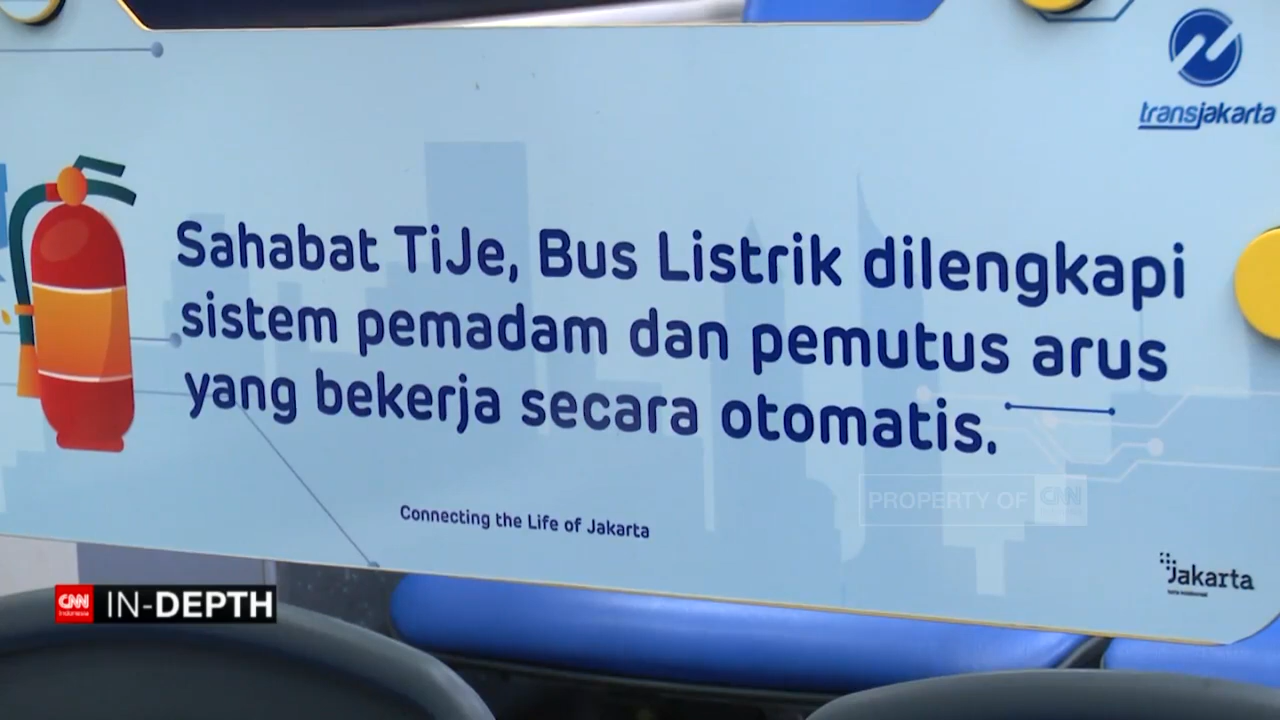 transjakarta
Sahabat TiJe, Bus Listrik dilengkapi
sistem pemadam dan pemutus arus
yang bekerja secara otomatis.
PROPERTY OF CNN
Connecting the Life of Jakarta
Jakarta
CNN Indonesia IN-DEPTH